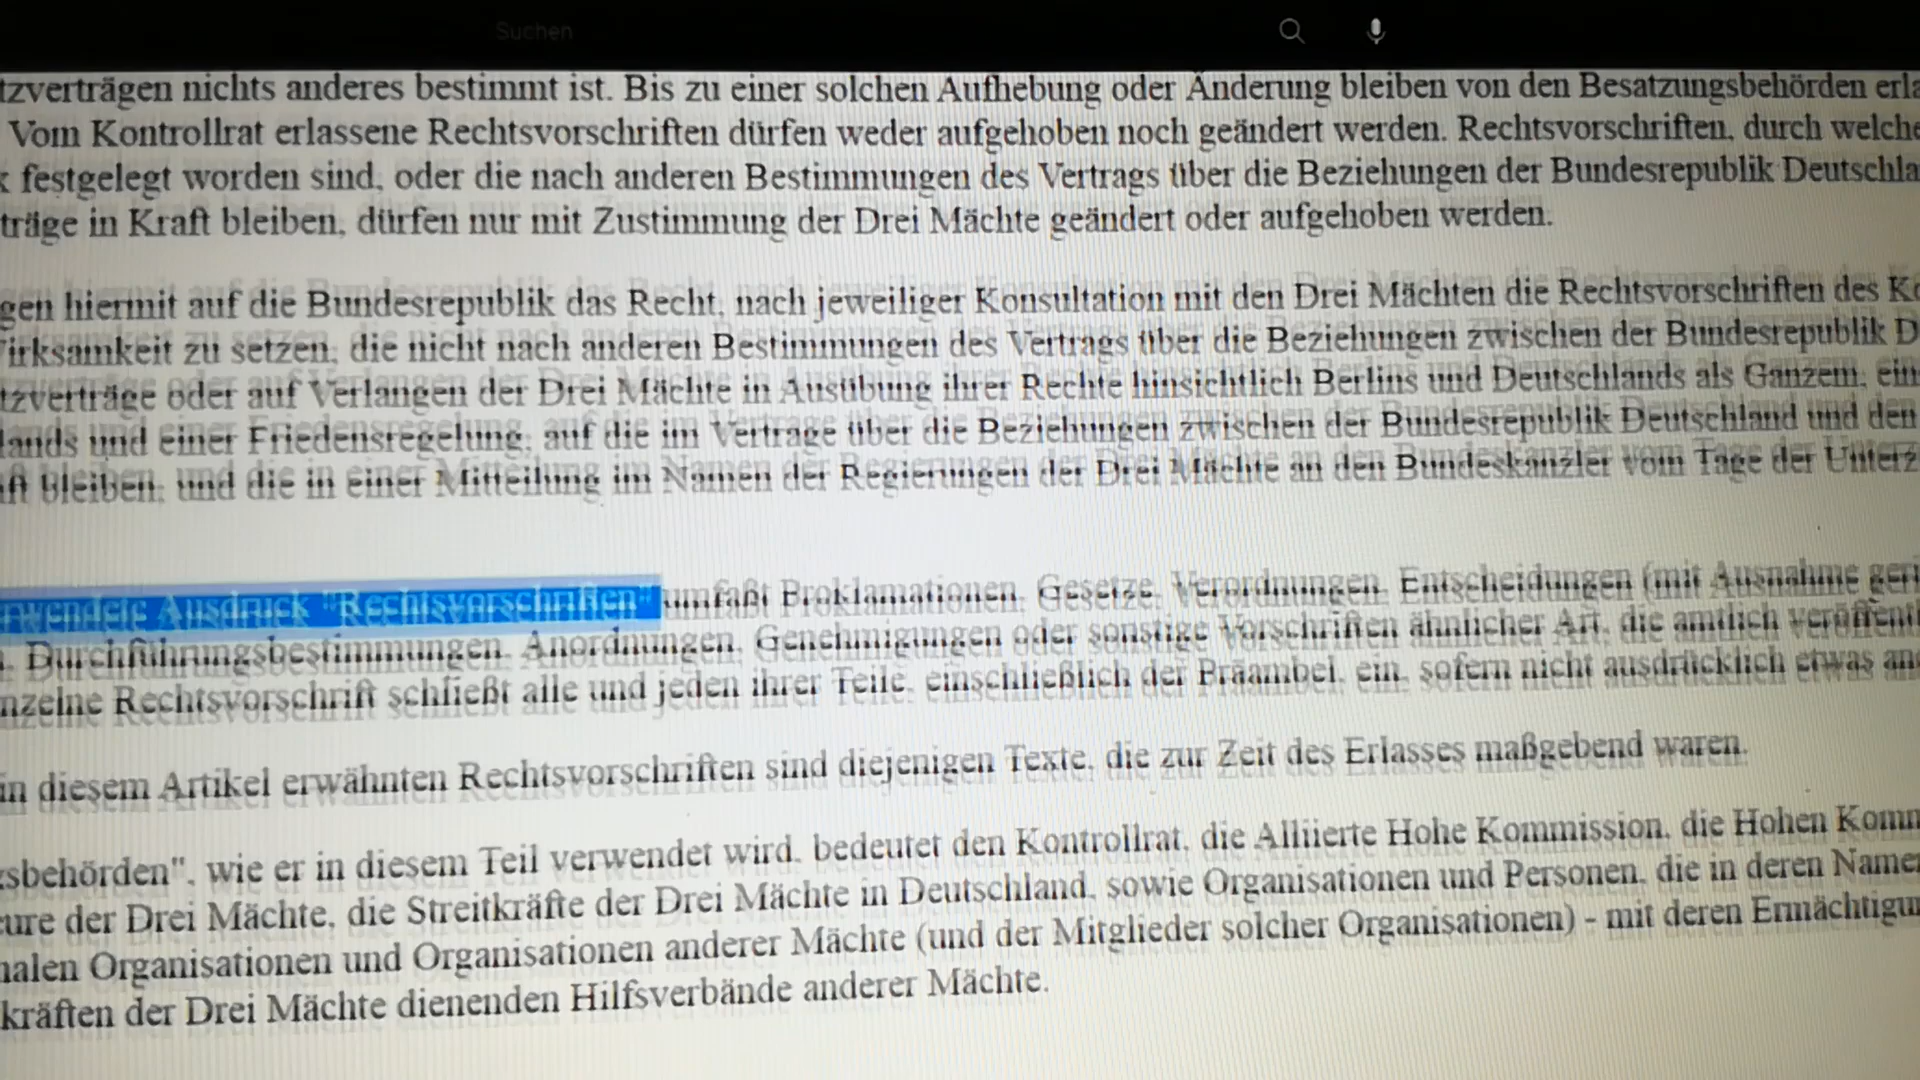 Suchen
tzverträgen nichts anderes bestimmt ist. Bis zu einer solchen Aufhebung oder Änderung bleiben von den Besatzungsbehörden erla
Vom Kontrollrat erlassene Rechtsvorschriften dürfen weder aufgehoben noch geändert werden. Rechtsvorschriften, durch welche
k festgelegt worden sind, oder die nach anderen Bestimmungen des Vertrags über die Beziehungen der Bundesrepublik Deutschla
träge in Kraft bleiben, dürfen nur mit Zustimmung der Drei Mächte geändert oder aufgehoben werden.
gen hiermit auf die Bundesrepublik das Recht, nach jeweiliger Konsultation mit den Drei Mächten die Rechtsvorschriften des Ko
irksamkeit zu setzen, die nicht nach anderen Bestimmungen des Vertrags über die Beziehungen zwischen der Bundesrepublik D
tzverträge oder auf Verlangen der Drei Mächte in Ausübung ihrer Rechte hinsichtlich Berlins und Deutschlands als Ganzem, ein
lands und einer Friedensregelung, auf die im Vertrage über die Beziehungen zwischen der Bundesrepublik Deutschland und den
aft bleiben, und die in einer Mitteilung im Namen der Regierungen der Drei Mächte an den Bundeskanzler vom Tage der Unterz
rwendete Ausdruck "Rechtsvorschriften" umfaßt Proklamationen, Gesetze, Verordnungen, Entscheidungen (mit Ausnahme geri
, Durchführungsbestimmungen, Anordnungen, Genehmigungen oder sonstige Vorschriften ähnlicher Art, die amtlich veröffentl
nzelne Rechtsvorschrift schließt alle und jeden ihrer Teile, einschließlich der Präambel, ein, sofern nicht ausdrücklich etwas an
in diesem Artikel erwähnten Rechtsvorschriften sind diejenigen Texte, die zur Zeit des Erlasses maßgebend waren.
sbehörden", wie er in diesem Teil verwendet wird, bedeutet den Kontrollrat, die Alliierte Hohe Kommission, die Hohen Komm
eure der Drei Mächte, die Streitkräfte der Drei Mächte in Deutschland, sowie Organisationen und Personen, die in deren Namen
nalen Organisationen und Organisationen anderer Mächte (und der Mitglieder solcher Organisationen) - mit deren Ermächtigu
kräften der Drei Mächte dienenden Hilfsverbände anderer Mächte.